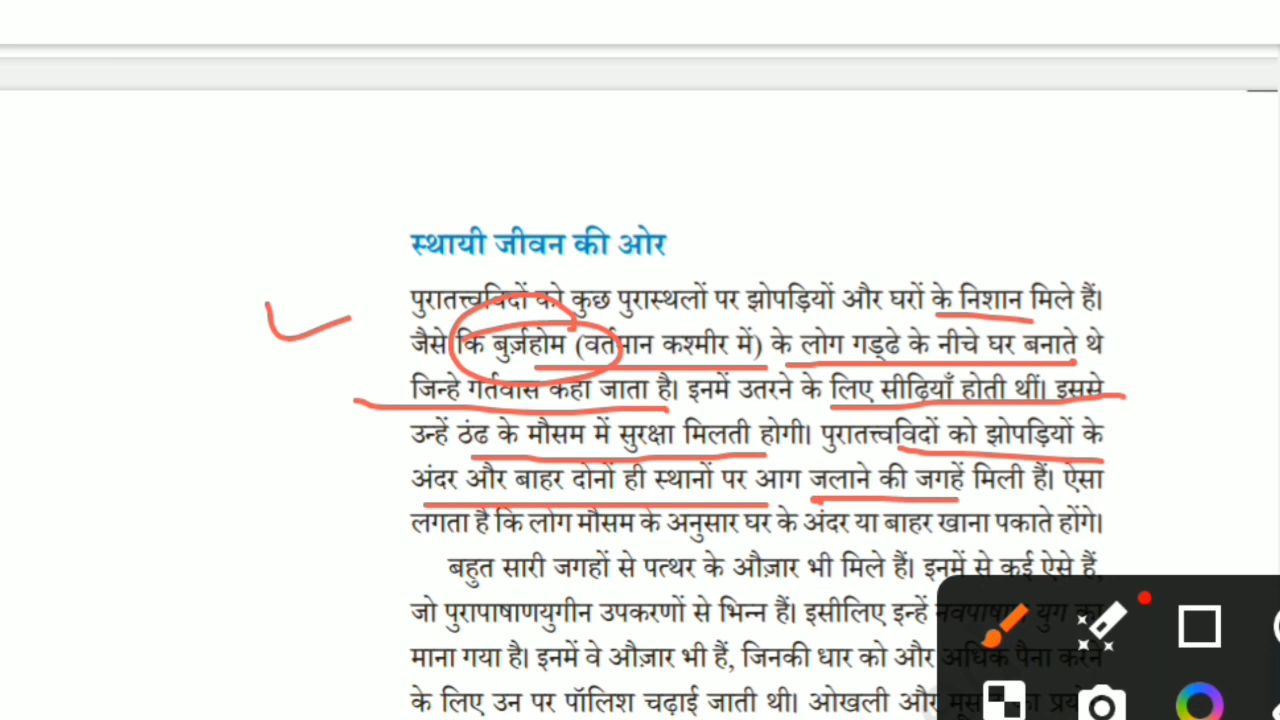 स्थायी जीवन की ओर
पुरातत्त्वविदों को कुछ पुरास्थलों पर झोपड़ियों और घरों के निशान मिले हैं।
जैसे कि बुर्ज़होम (वर्तमान कश्मीर में) के लोग गड्ढे के नीचे घर बनाते थे
जिन्हे गर्तवास कहा जाता है। इनमें उतरने के लिए सीढ़ियाँ होती थीं। इससे
उन्हें ठंढ के मौसम में सुरक्षा मिलती होगी। पुरातत्त्वविदों को झोपड़ियों के
अंदर और बाहर दोनों ही स्थानों पर आग जलाने की जगहें मिली हैं। ऐसा
लगता है कि लोग मौसम के अनुसार घर के अंदर या बाहर खाना पकाते होंगे।
बहुत सारी जगहों से पत्थर के औज़ार भी मिले हैं। इनमें से कई ऐसे हैं,
जो पुरापाषाणयुगीन उपकरणों से भिन्न हैं। इसीलिए इन्हें नवपाषाण युग का
माना गया है। इनमें वे औज़ार भी हैं, जिनकी धार को और अधिक पैना करने
के लिए उन पर पॉलिश चढ़ाई जाती थी। ओखली और